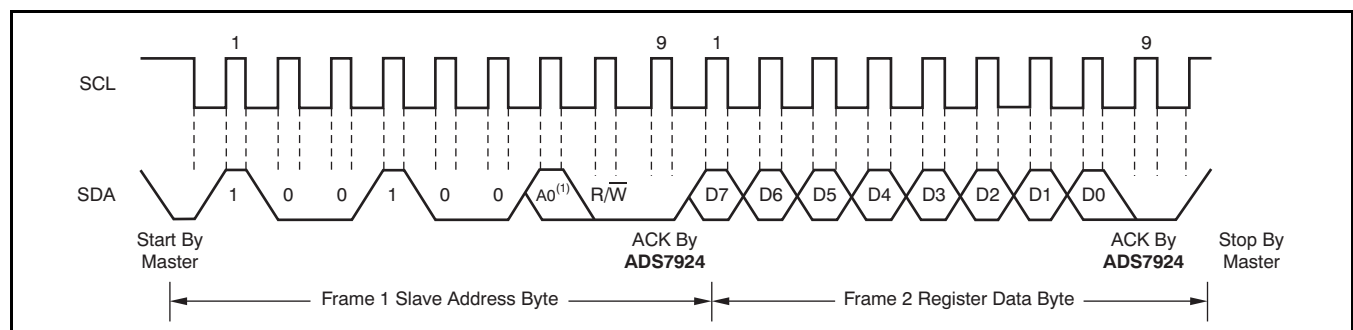 1 9 1 9
SCL
SDA 1 0 0 1 0 0 A0(1) R/W D7 D6 D5 D4 D3 D2 D1 D0
Start By
Master
ACK By
ADS7924
ACK By
ADS7924
Stop By
Master
Frame 1 Slave Address Byte
Frame 2 Register Data Byte